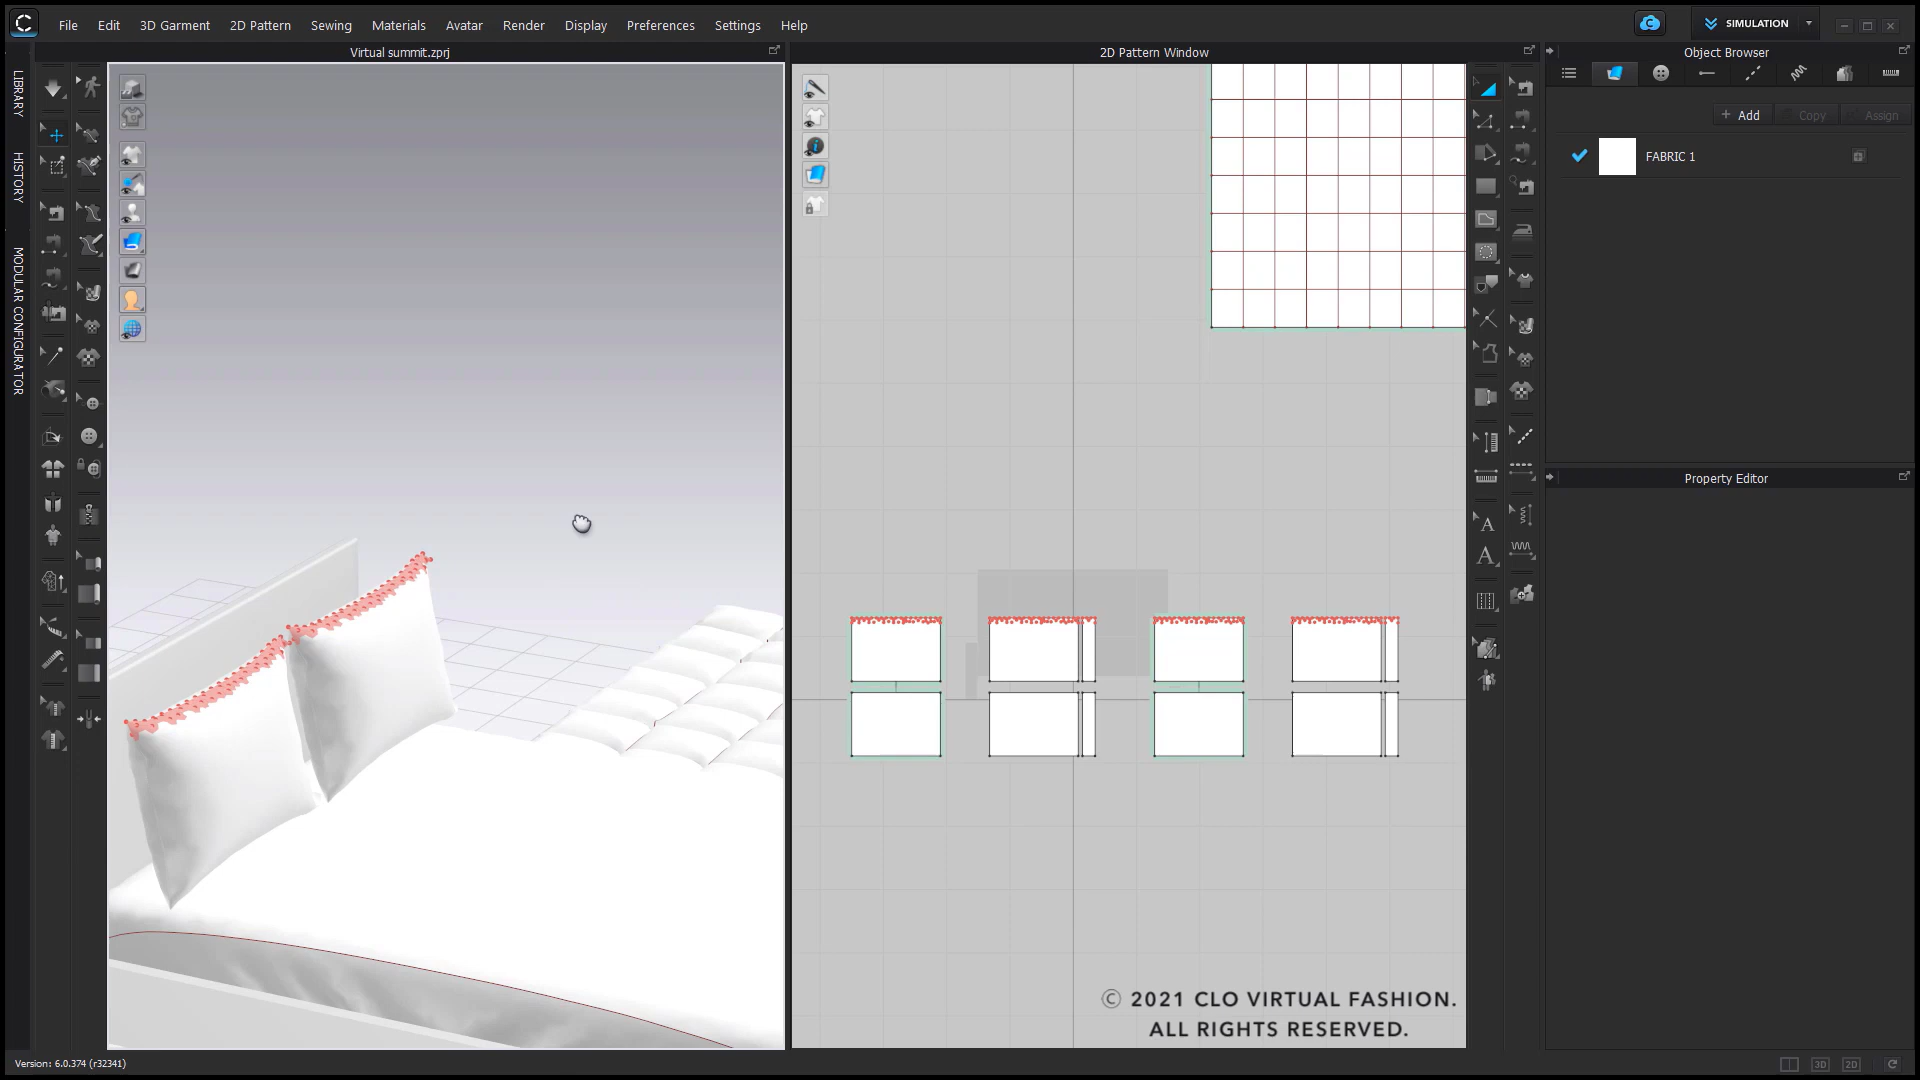 File Edit 3D Garment 2D Pattern Sewing Materials Avatar Render Display Preferences Settings Help
SIMULATION
Virtual summit.zprj
2D Pattern Window
Object Browser
LIBRARY
HISTORY
MODULAR CONFIGURATOR
+ Add Copy Assign
FABRIC 1
Property Editor
A
A
© 2021 CLO VIRTUAL FASHION.
ALL RIGHTS RESERVED.
Version: 6.0.374 (r32341)
3D 2D